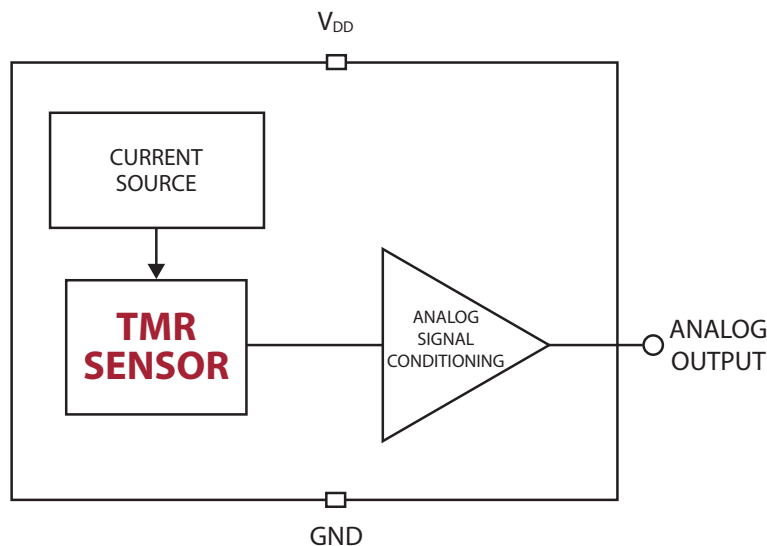 VDD
CURRENT
SOURCE
TMR
SENSOR
ANALOG
SIGNAL
CONDITIONING
ANALOG
OUTPUT
GND